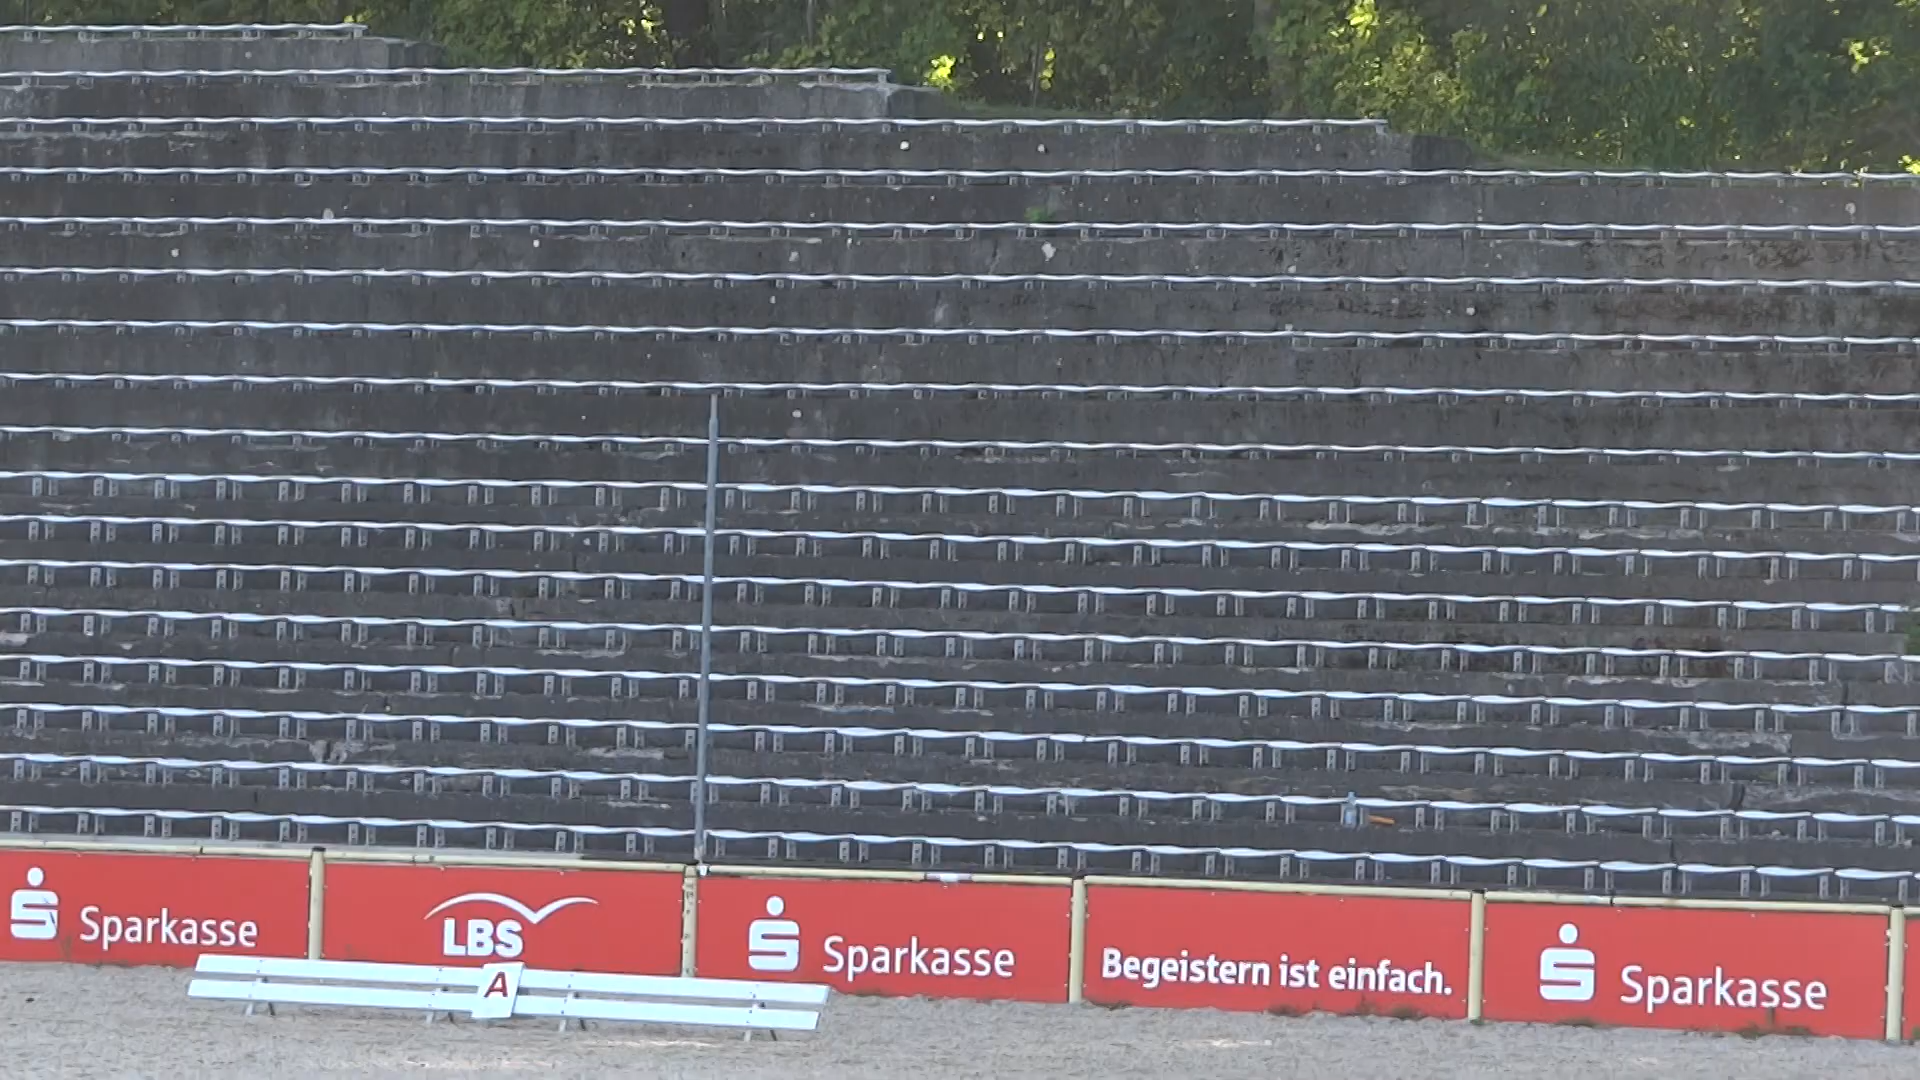 Sparkasse
LBS
Sparkasse
Begeistern ist einfach.
Sparkasse
A